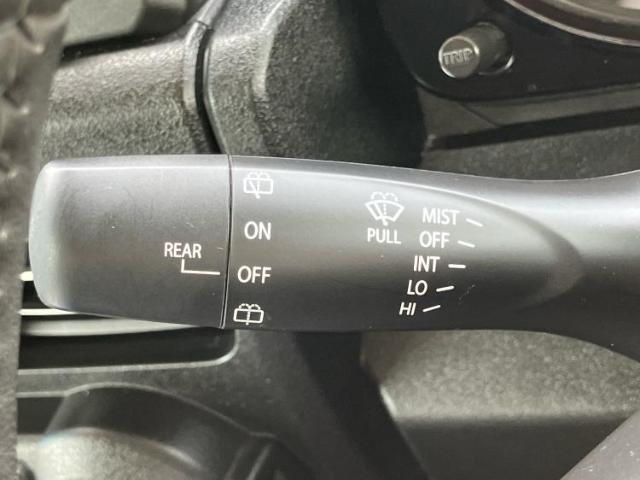 TRIP
ON
REAR
OFF
PULL
MIST
OFF
INT
LO
HI